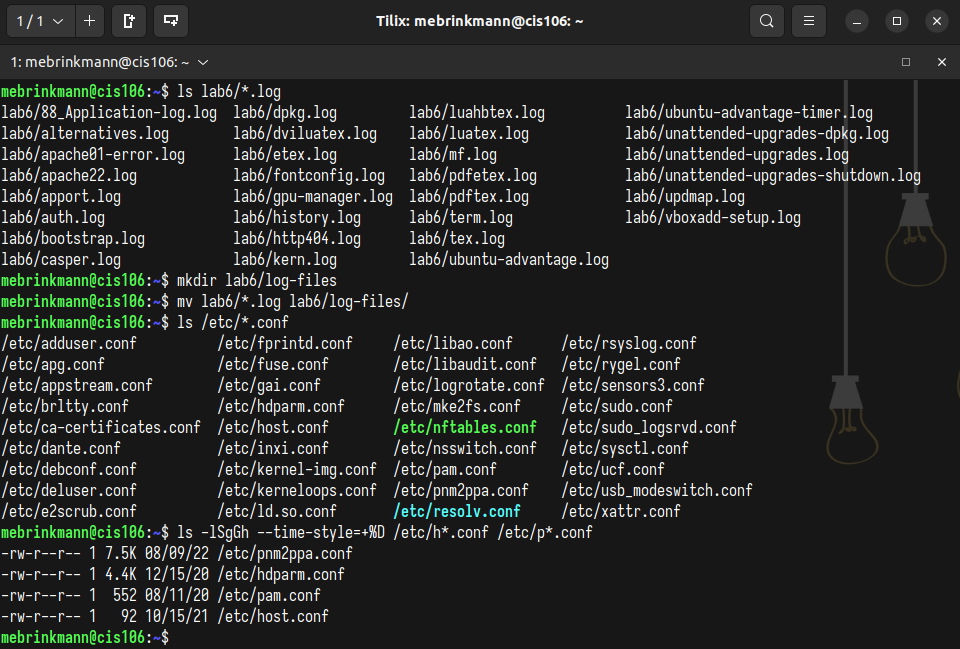 1 / 1
Tilix: mebrinkmann@cis106: ~
1: mebrinkmann@cis106: ~
mebrinkmann@cis106:~$ ls lab6/*.log
lab6/88_Application-log.log  lab6/dpkg.log         lab6/luahbtex.log          lab6/ubuntu-advantage-timer.log
lab6/alternatives.log        lab6/dviluatex.log    lab6/luatex.log            lab6/unattended-upgrades-dpkg.log
lab6/apache01-error.log      lab6/etex.log         lab6/mf.log                lab6/unattended-upgrades.log
lab6/apache22.log            lab6/fontconfig.log   lab6/pdfetex.log           lab6/unattended-upgrades-shutdown.log
lab6/apport.log              lab6/gpu-manager.log  lab6/pdftex.log            lab6/updmap.log
lab6/auth.log                lab6/history.log      lab6/term.log              lab6/vboxadd-setup.log
lab6/bootstrap.log           lab6/http404.log      lab6/tex.log
lab6/casper.log              lab6/kern.log         lab6/ubuntu-advantage.log
mebrinkmann@cis106:~$ mkdir lab6/log-files
mebrinkmann@cis106:~$ mv lab6/*.log lab6/log-files/
mebrinkmann@cis106:~$ ls /etc/*.conf
/etc/adduser.conf          /etc/fprintd.conf     /etc/libao.conf      /etc/rsyslog.conf
/etc/apg.conf              /etc/fuse.conf        /etc/libaudit.conf   /etc/rygel.conf
/etc/appstream.conf        /etc/gai.conf         /etc/logrotate.conf  /etc/sensors3.conf
/etc/brltty.conf           /etc/hdparm.conf      /etc/mke2fs.conf     /etc/sudo.conf
/etc/ca-certificates.conf  /etc/host.conf        /etc/nftables.conf   /etc/sudo_logsrvd.conf
/etc/dante.conf            /etc/inxi.conf        /etc/nsswitch.conf   /etc/sysctl.conf
/etc/debconf.conf          /etc/kernel-img.conf  /etc/pam.conf        /etc/ucf.conf
/etc/deluser.conf          /etc/kerneloops.conf  /etc/pnm2ppa.conf    /etc/usb_modeswitch.conf
/etc/e2scrub.conf          /etc/ld.so.conf       /etc/resolv.conf     /etc/xattr.conf
mebrinkmann@cis106:~$ ls -lSgGh --time-style=+%D /etc/h*.conf /etc/p*.conf
-rw-r--r-- 1 7.5K 08/09/22 /etc/pnm2ppa.conf
-rw-r--r-- 1 4.4K 12/15/20 /etc/hdparm.conf
-rw-r--r-- 1  552 08/11/20 /etc/pam.conf
-rw-r--r-- 1   92 10/15/21 /etc/host.conf
mebrinkmann@cis106:~$